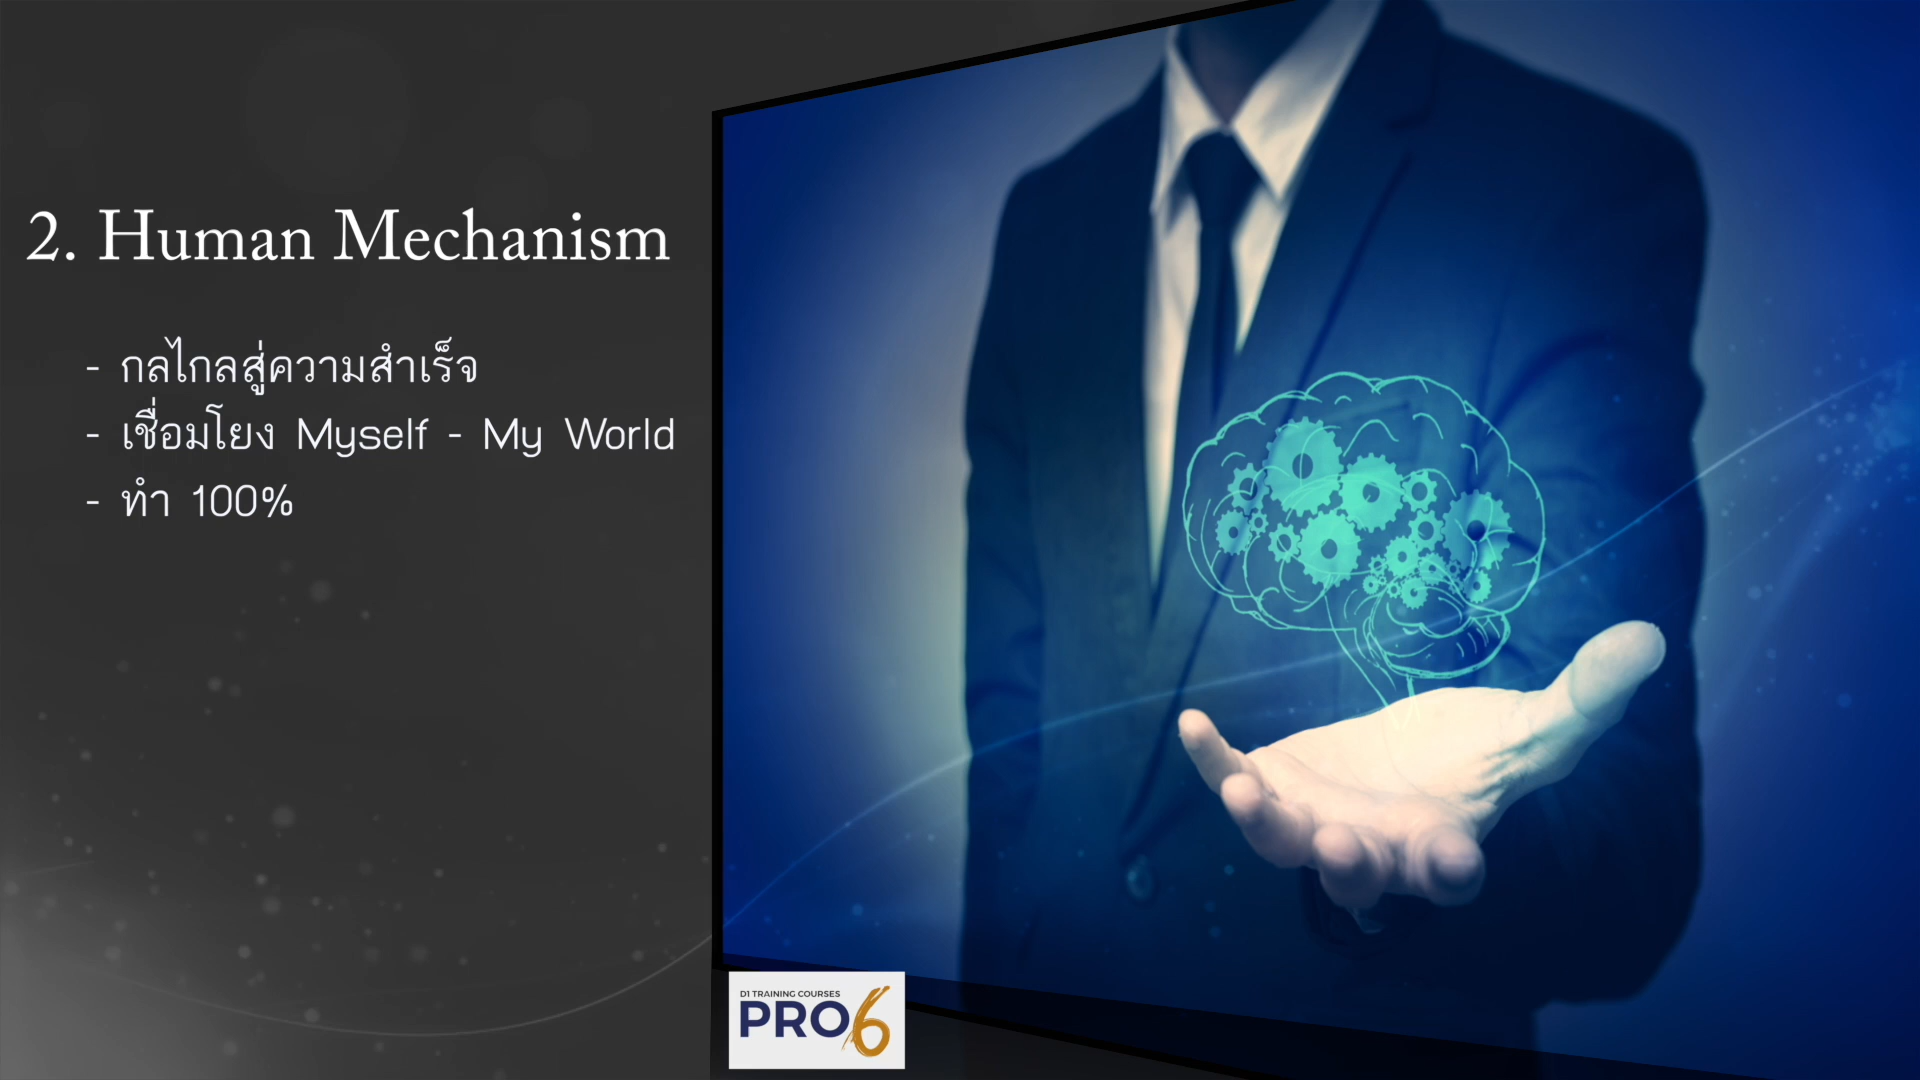 2. Human Mechanism
- กลไกลสู่ความสำเร็จ
- เชื่อมโยง Myself - My World
- ทำ 100%
D1 TRAINING COURSES
PRO6